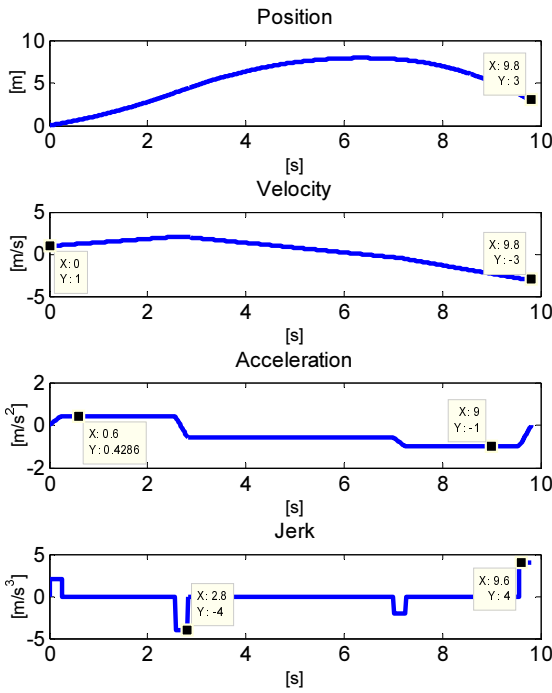 Position
10
5
0
[m]
X: 9.8
Y: 3
0 2 4 6 8 10
[s]
Velocity
5
0
-5
[m/s]
X: 0
Y: 1
X: 9.8
Y: -3
0 2 4 6 8 10
[s]
Acceleration
2
0
-2
[m/s²]
X: 0.6
Y: 0.4286
X: 9
Y: -1
0 2 4 6 8 10
[s]
Jerk
5
0
-5
[m/s³]
X: 2.8
Y: -4
X: 9.6
Y: 4
0 2 4 6 8 10
[s]